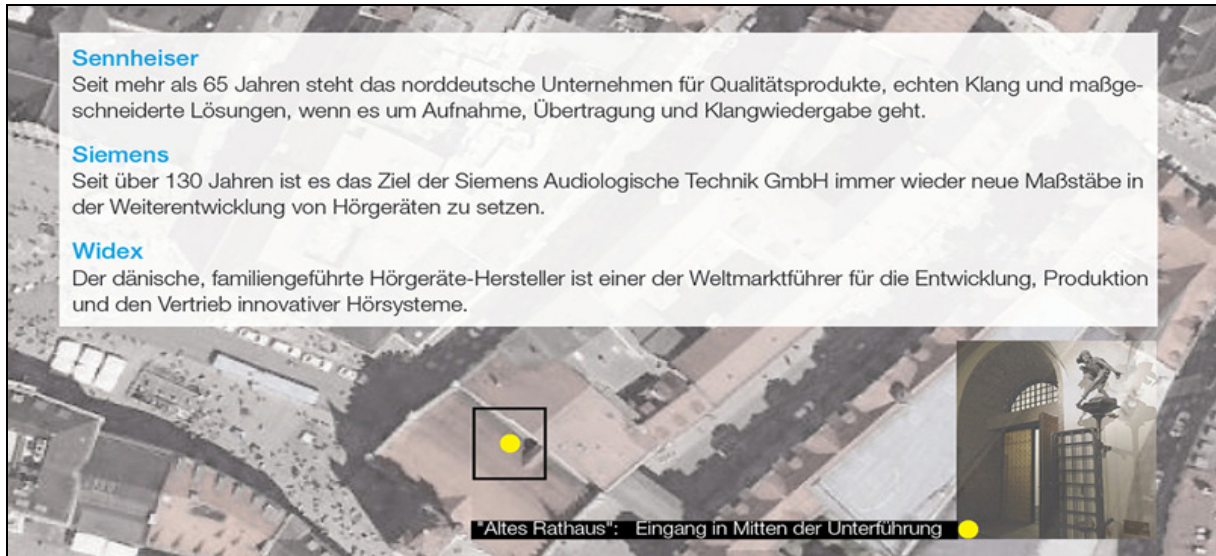 Sennheiser
Seit mehr als 65 Jahren steht das norddeutsche Unternehmen für Qualitätsprodukte, echten Klang und maßge-
schneiderte Lösungen, wenn es um Aufnahme, Übertragung und Klangwiedergabe geht.
Siemens
Seit über 130 Jahren ist es das Ziel der Siemens Audiologische Technik GmbH immer wieder neue Maßstäbe in
der Weiterentwicklung von Hörgeräten zu setzen.
Widex
Der dänische, familiengeführte Hörgeräte-Hersteller ist einer der Weltmarktführer für die Entwicklung, Produktion
und den Vertrieb innovativer Hörsysteme.
"Altes Rathaus": Eingang in Mitten der Unterführung